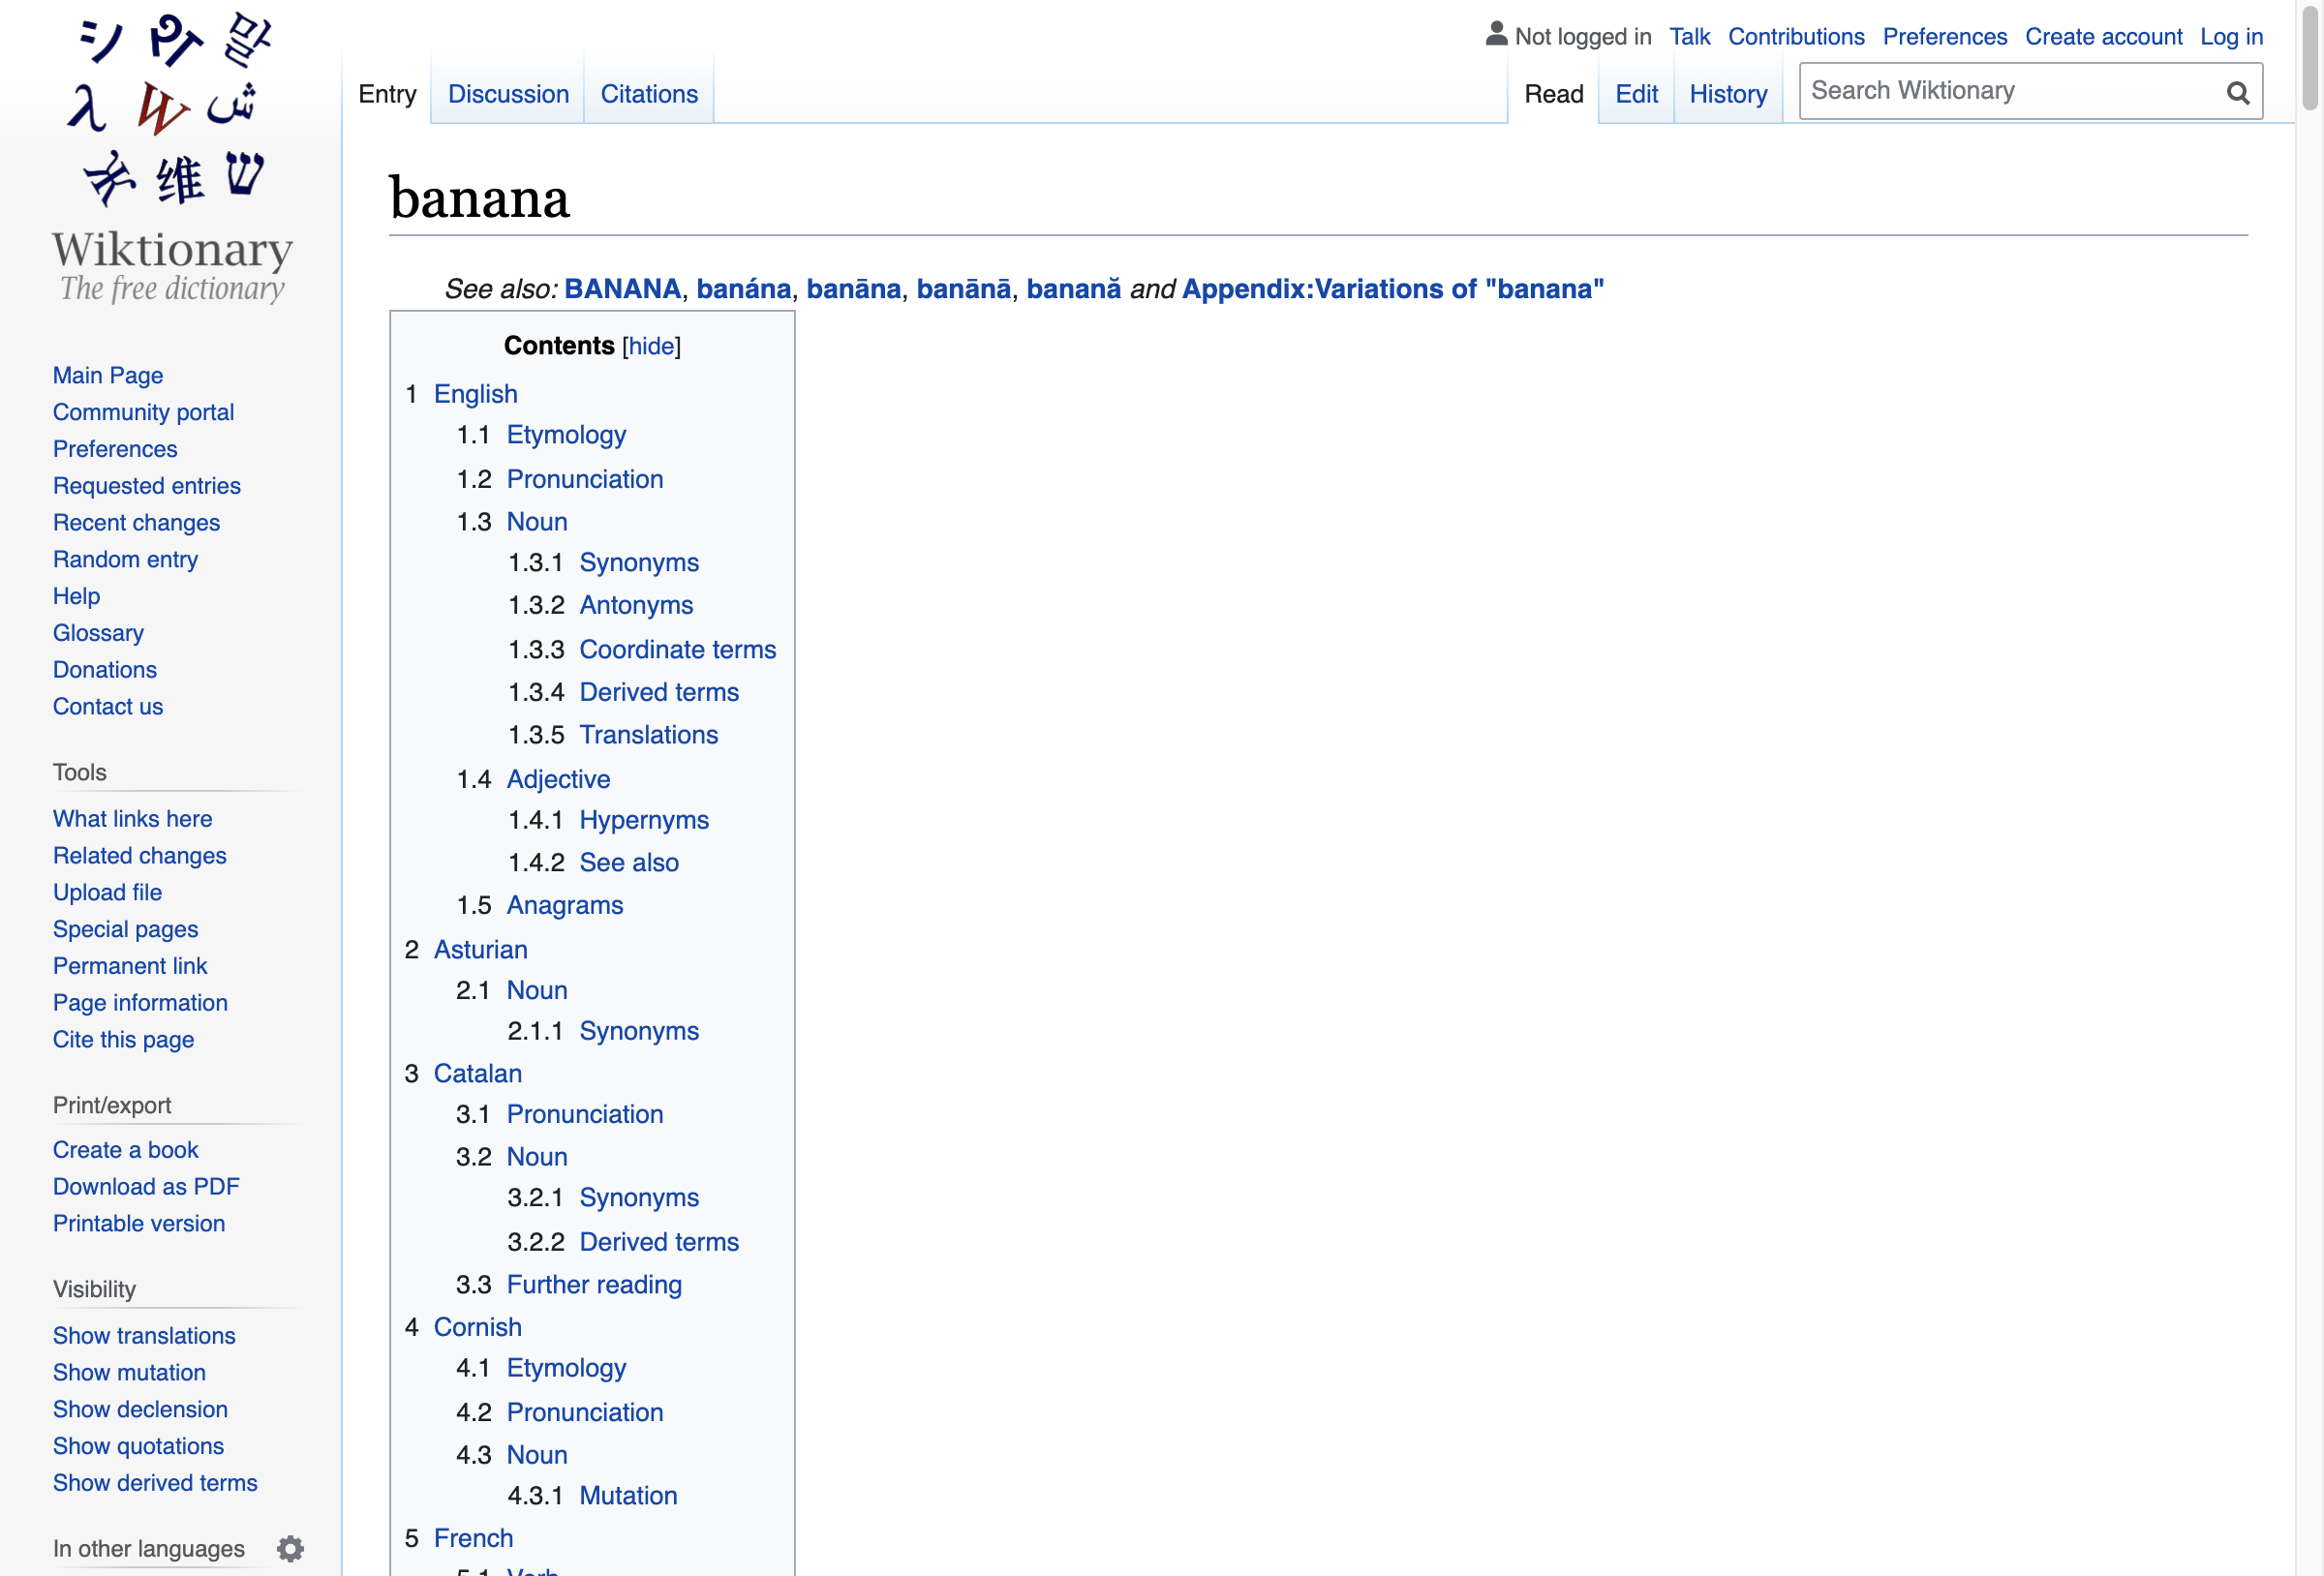 シ や 말
λ W ش
维 ש
Wiktionary
The free dictionary
Main Page
Community portal
Preferences
Requested entries
Recent changes
Random entry
Help
Glossary
Donations
Contact us
Tools
What links here
Related changes
Upload file
Special pages
Permanent link
Page information
Cite this page
Print/export
Create a book
Download as PDF
Printable version
Visibility
Show translations
Show mutation
Show declension
Show quotations
Show derived terms
In other languages
Not logged in Talk Contributions Preferences Create account Log in
Entry Discussion Citations Read Edit History Search Wiktionary
banana
See also: BANANA, banána, banāna, banānā, banană and Appendix:Variations of "banana"
Contents [hide]
1 English
1.1 Etymology
1.2 Pronunciation
1.3 Noun
1.3.1 Synonyms
1.3.2 Antonyms
1.3.3 Coordinate terms
1.3.4 Derived terms
1.3.5 Translations
1.4 Adjective
1.4.1 Hypernyms
1.4.2 See also
1.5 Anagrams
2 Asturian
2.1 Noun
2.1.1 Synonyms
3 Catalan
3.1 Pronunciation
3.2 Noun
3.2.1 Synonyms
3.2.2 Derived terms
3.3 Further reading
4 Cornish
4.1 Etymology
4.2 Pronunciation
4.3 Noun
4.3.1 Mutation
5 French
5.1 Verb